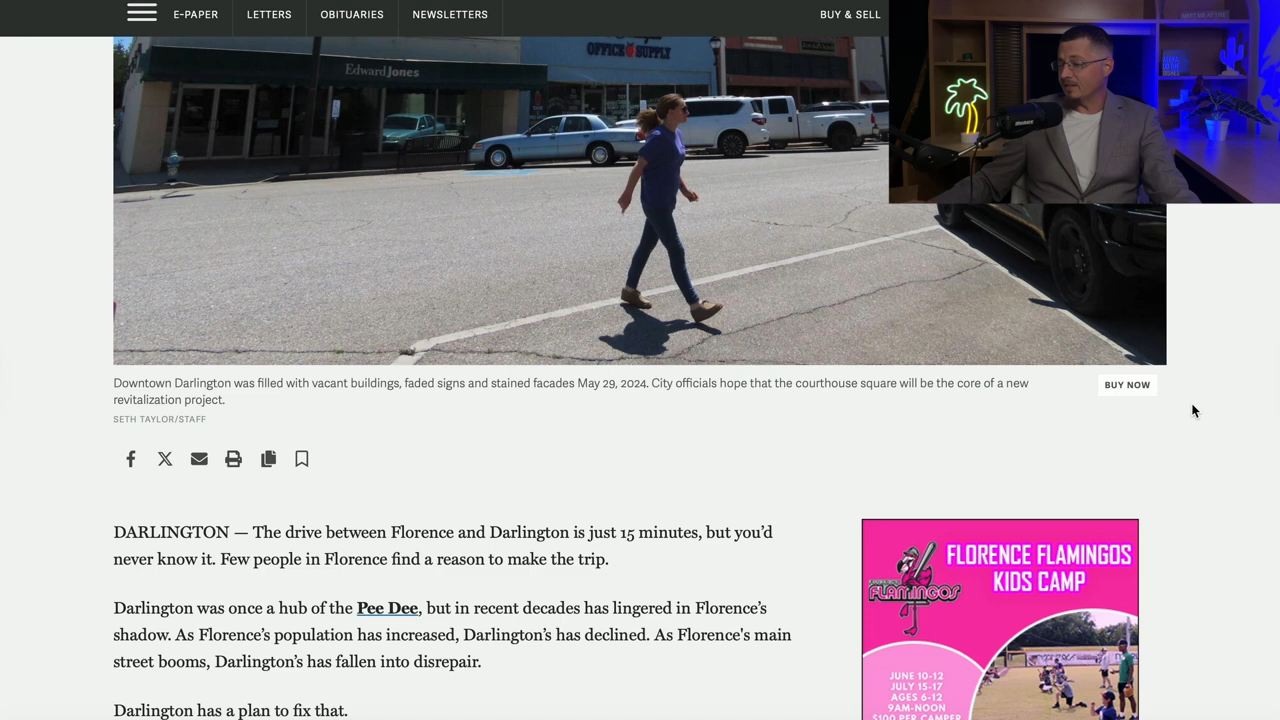 E-PAPER
LETTERS
OBITUARIES
NEWSLETTERS
BUY & SELL
OFFICE SUPPLY
Edward Jones
Downtown Darlington was filled with vacant buildings, faded signs and stained facades May 29, 2024. City officials hope that the courthouse square will be the core of a new
revitalization project.
BUY NOW
SETH TAYLOR/STAFF
DARLINGTON — The drive between Florence and Darlington is just 15 minutes, but you’d
never know it. Few people in Florence find a reason to make the trip.
Darlington was once a hub of the Pee Dee, but in recent decades has lingered in Florence’s
shadow. As Florence’s population has increased, Darlington’s has declined. As Florence's main
street booms, Darlington’s has fallen into disrepair.
Darlington has a plan to fix that.
FLORENCE FLAMINGOS
KIDS CAMP
FLAMINGOS
JUNE 10-12
JULY 15-17
AGES 6-12
9AM-NOON
$100 PER CAMPER